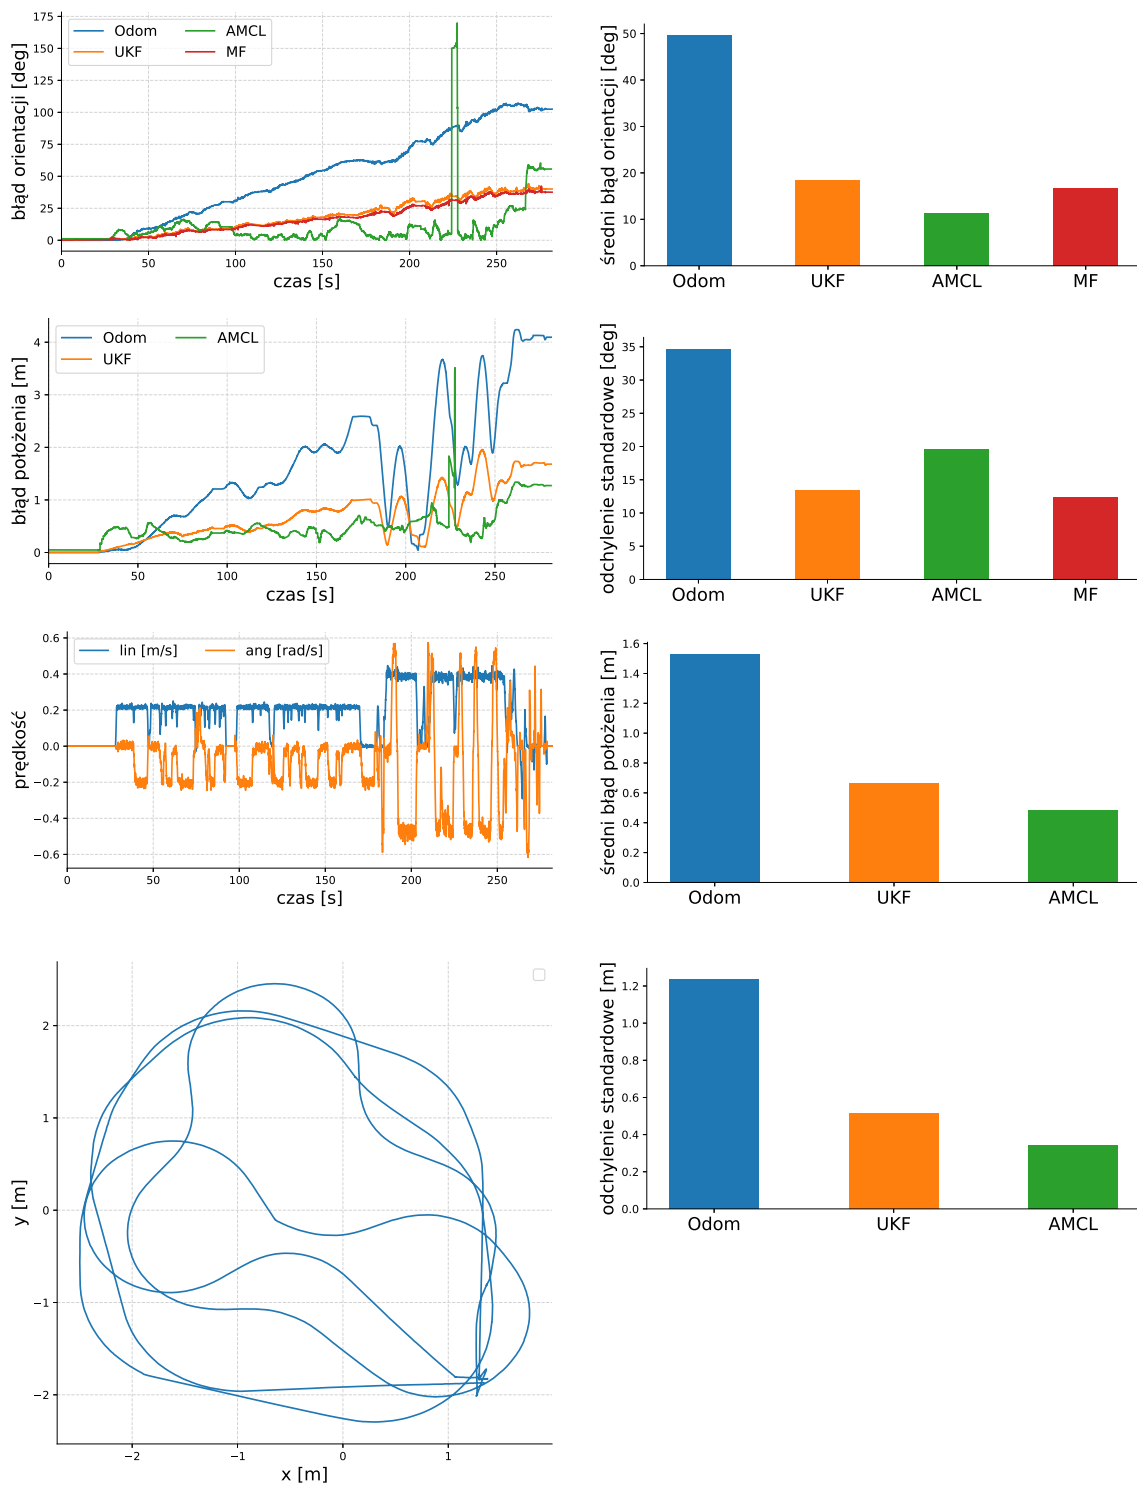 błąd orientacji [deg]
175
150
125
100
75
50
25
0
Odom
UKF
AMCL
MF
0
50
100
150
200
250
czas [s]
średni błąd orientacji [deg]
50
40
30
20
10
0
Odom
UKF
AMCL
MF
błąd położenia [m]
4
3
2
1
0
Odom
UKF
AMCL
0
50
100
150
200
250
czas [s]
odchylenie standardowe [deg]
35
30
25
20
15
10
5
0
Odom
UKF
AMCL
MF
prędkość
0.6
0.4
0.2
0.0
−0.2
−0.4
−0.6
lin [m/s]
ang [rad/s]
0
50
100
150
200
250
czas [s]
średni błąd położenia [m]
1.6
1.4
1.2
1.0
0.8
0.6
0.4
0.2
0.0
Odom
UKF
AMCL
y [m]
2
1
0
−1
−2
−2
−1
0
1
x [m]
odchylenie standardowe [m]
1.2
1.0
0.8
0.6
0.4
0.2
0.0
Odom
UKF
AMCL